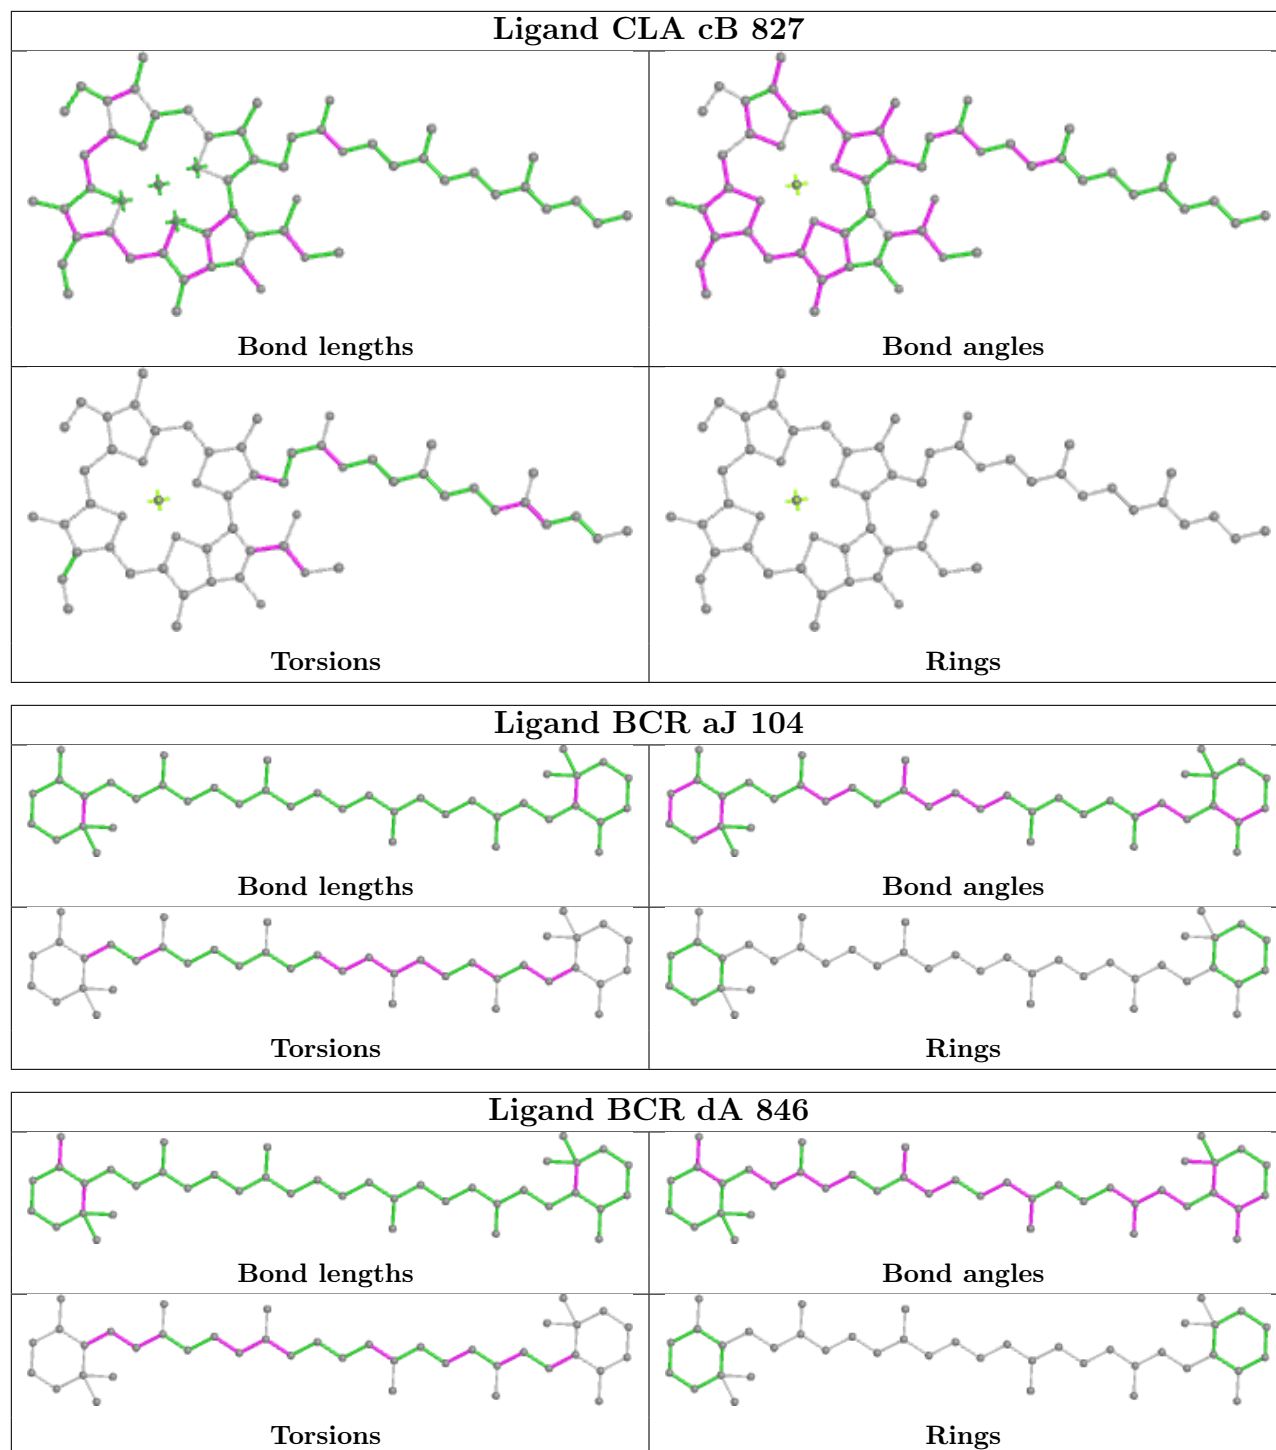 Ligand CLA cB 827
Bond lengths
Bond angles
Torsions
Rings
Ligand BCR aJ 104
Bond lengths
Bond angles
Torsions
Rings
Ligand BCR dA 846
Bond lengths
Bond angles
Torsions
Rings